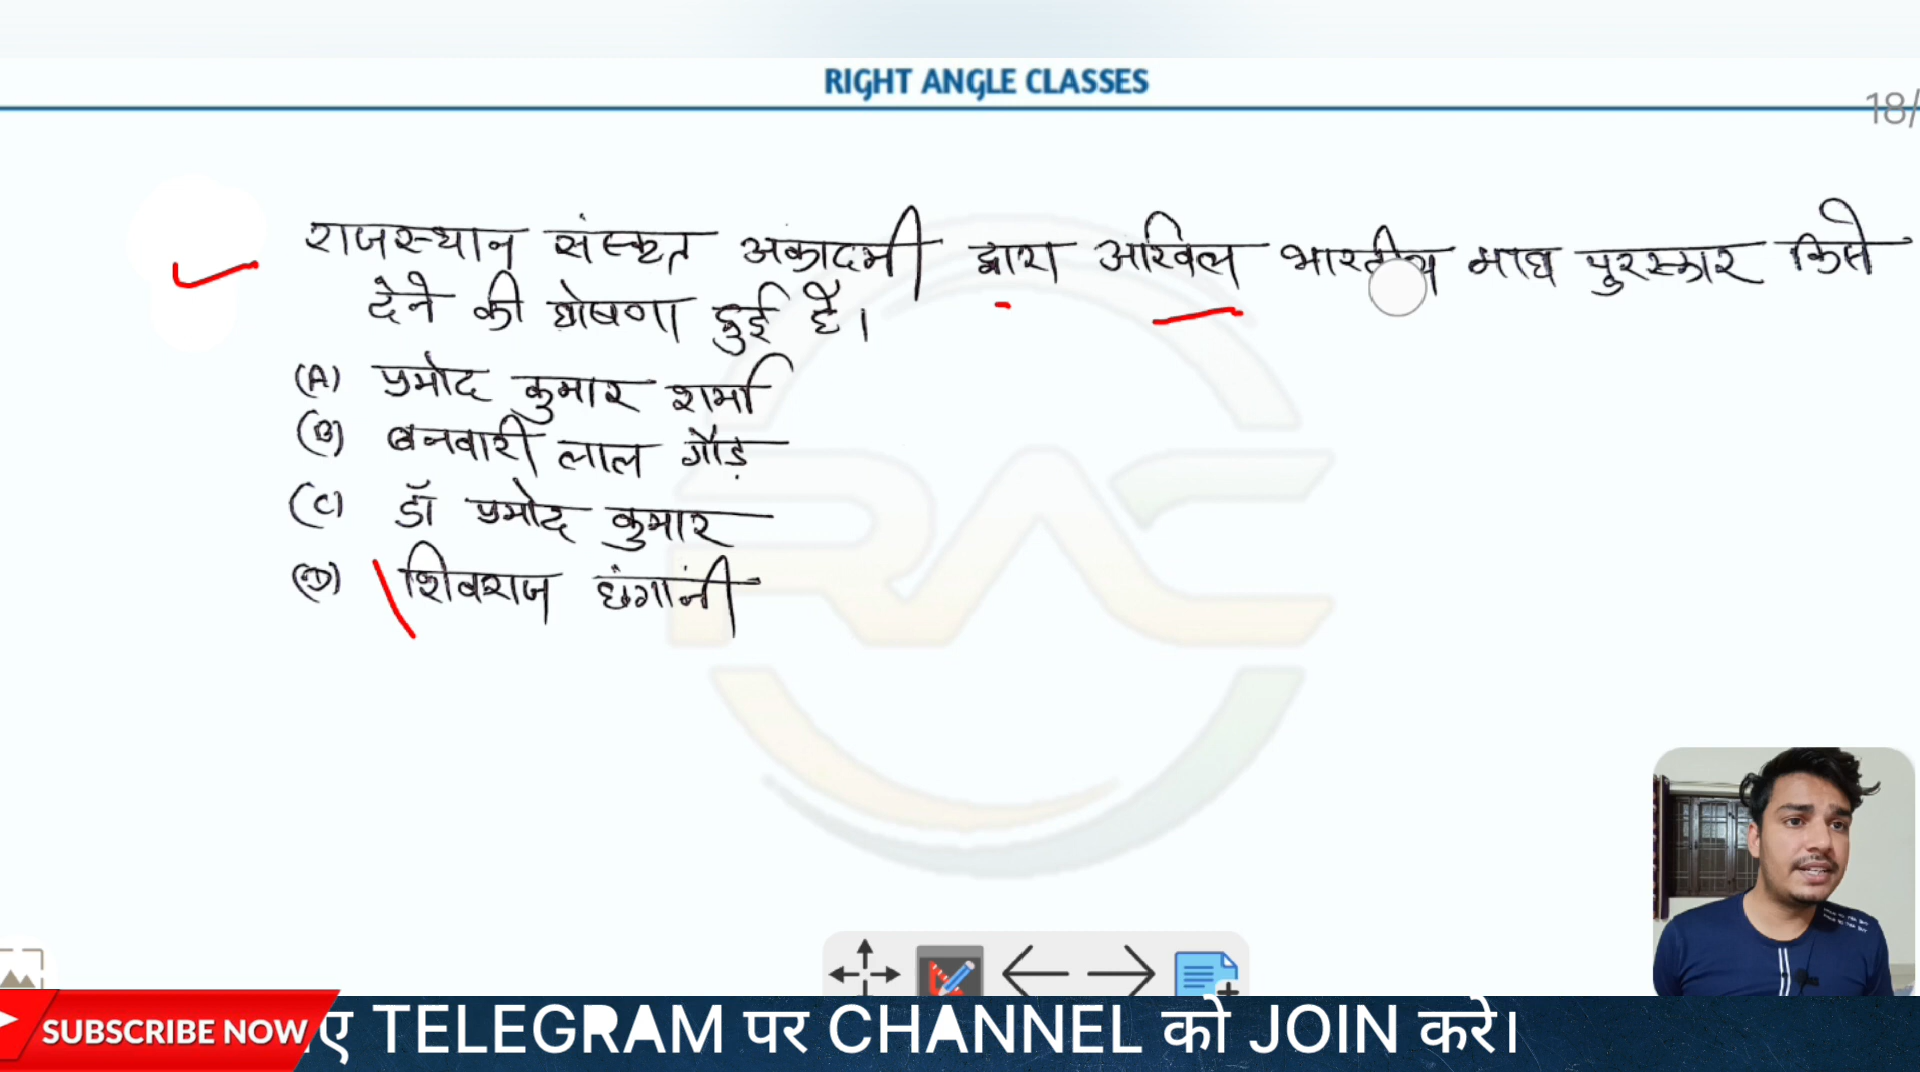 RIGHT ANGLE CLASSES
18/
राजस्थान संस्कृत अकादमी द्वारा अखिल भारतीय माघ पुरस्कार किसे
देने की घोषणा हुई है।
(A) प्रमोद कुमार शर्मा
(B) बनवारी लाल गौड़
(C) डॉ प्रमोद कुमार
(D) शिवराज छंगांनी
RAC
SUBSCRIBE NOW
ए TELEGRAM पर CHANNEL को JOIN करे।